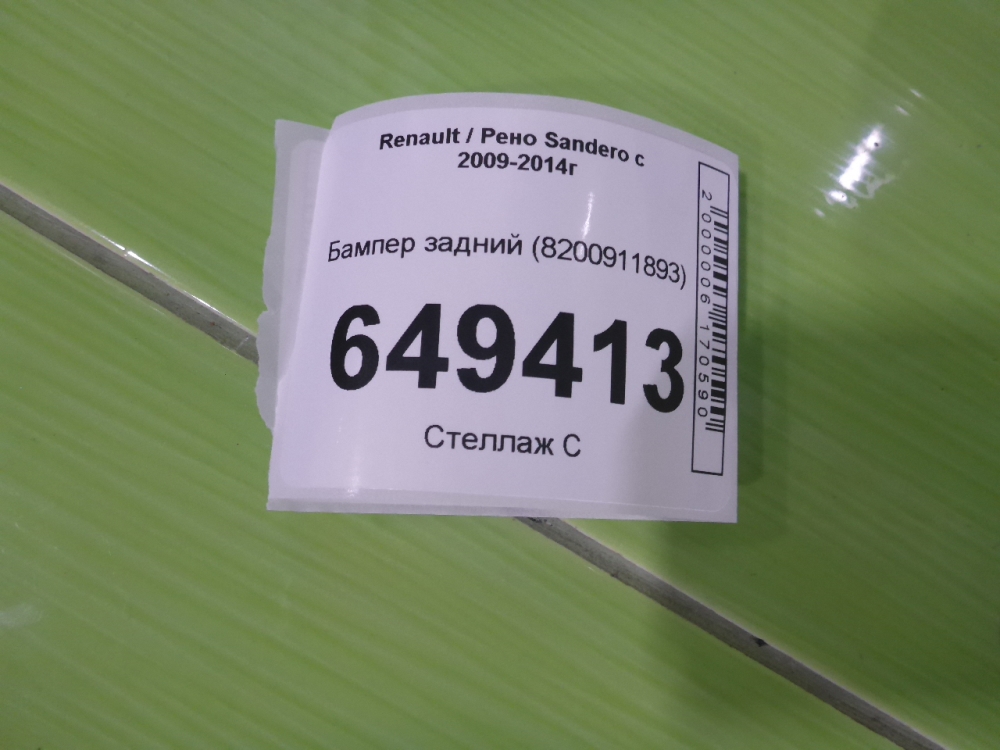 Renault / Рено Sandero с
2009-2014г
Бампер задний (8200911893)
649413
Стеллаж С
2000006170590